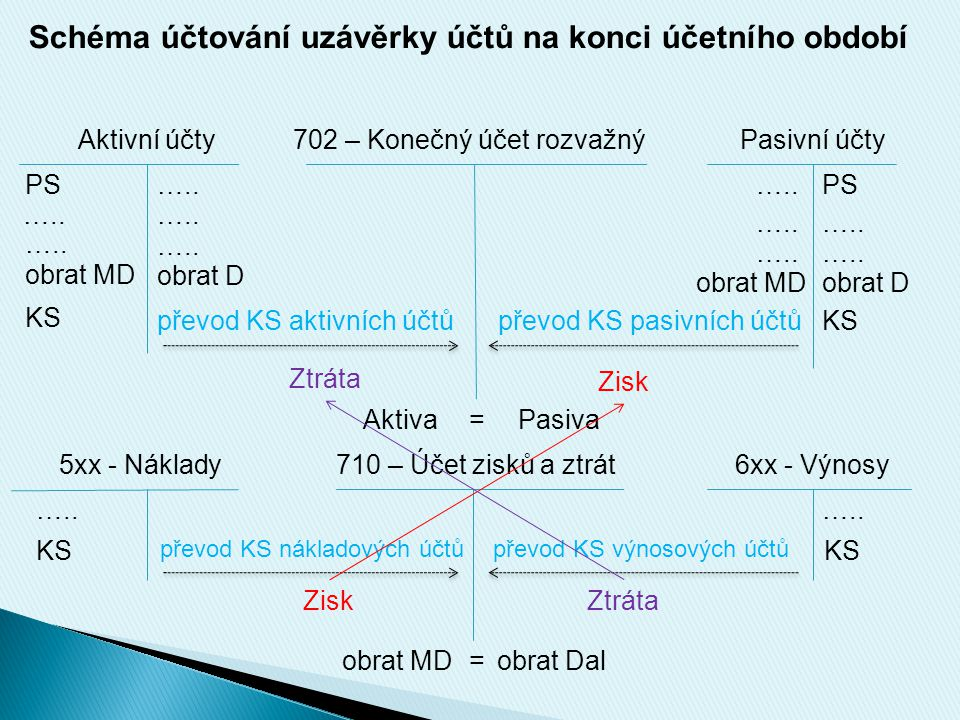 Schéma účtování uzávěrky účtů na konci účetního období
Aktivní účty 702 – Konečný účet rozvažný Pasivní účty
PS ….. ….. PS
….. ….. ….. …..
….. ….. ….. …..
obrat MD obrat D obrat MD obrat D
KS převod KS aktivních účtů převod KS pasivních účtů KS
Ztráta Zisk
Aktiva = Pasiva
5xx - Náklady 710 – Účet zisků a ztrát 6xx - Výnosy
….. …..
KS převod KS nákladových účtů převod KS výnosových účtů KS
Zisk Ztráta
obrat MD = obrat Dal